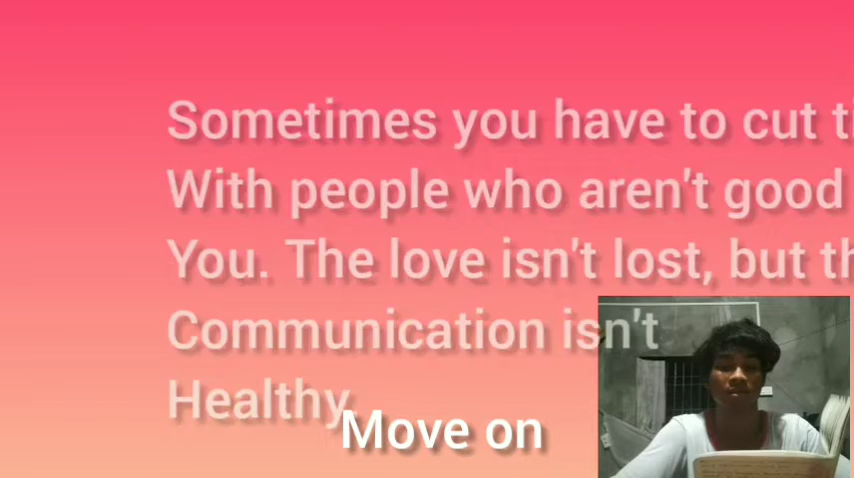 Sometimes you have to cut
With people who aren't good
You. The love isn't lost, but
Communication isn't
Healthy
Move on